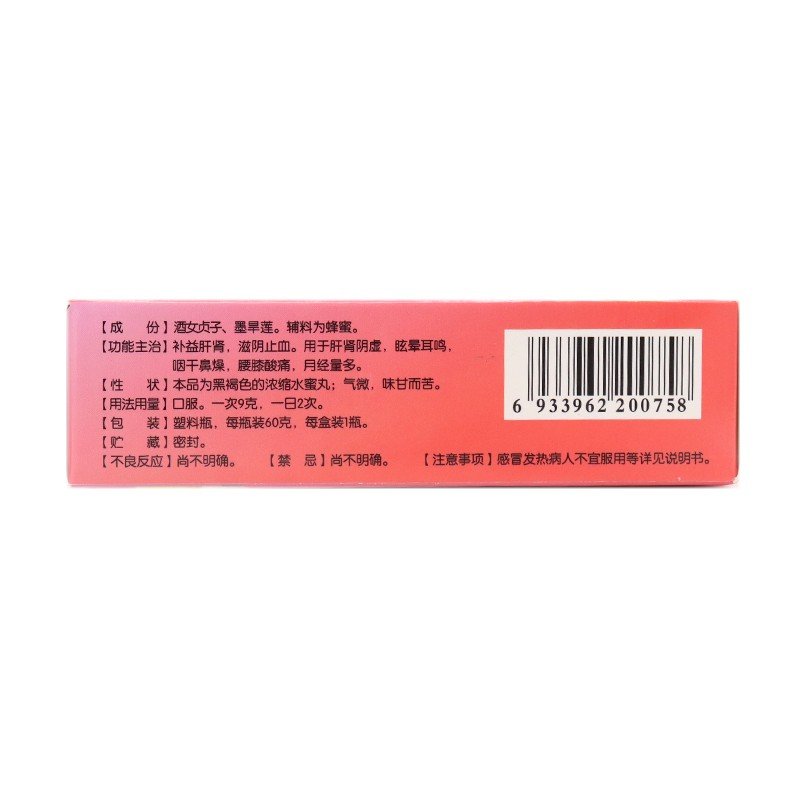 【成 份】酒女贞子、墨旱莲。辅料为蜂蜜。
【功能主治】补益肝肾，滋阴止血。用于肝肾阴虚，眩晕耳鸣，
咽干鼻燥，腰膝酸痛，月经量多。
【性 状】本品为黑褐色的浓缩水蜜丸；气微，味甘而苦。
【用法用量】口服。一次9克，一日2次。
【包 装】塑料瓶，每瓶装60克，每盒装1瓶。
【贮 藏】密封。
【不良反应】尚不明确。 【禁 忌】尚不明确。 【注意事项】感冒发热病人不宜服用等详见说明书。
6 933962 200758